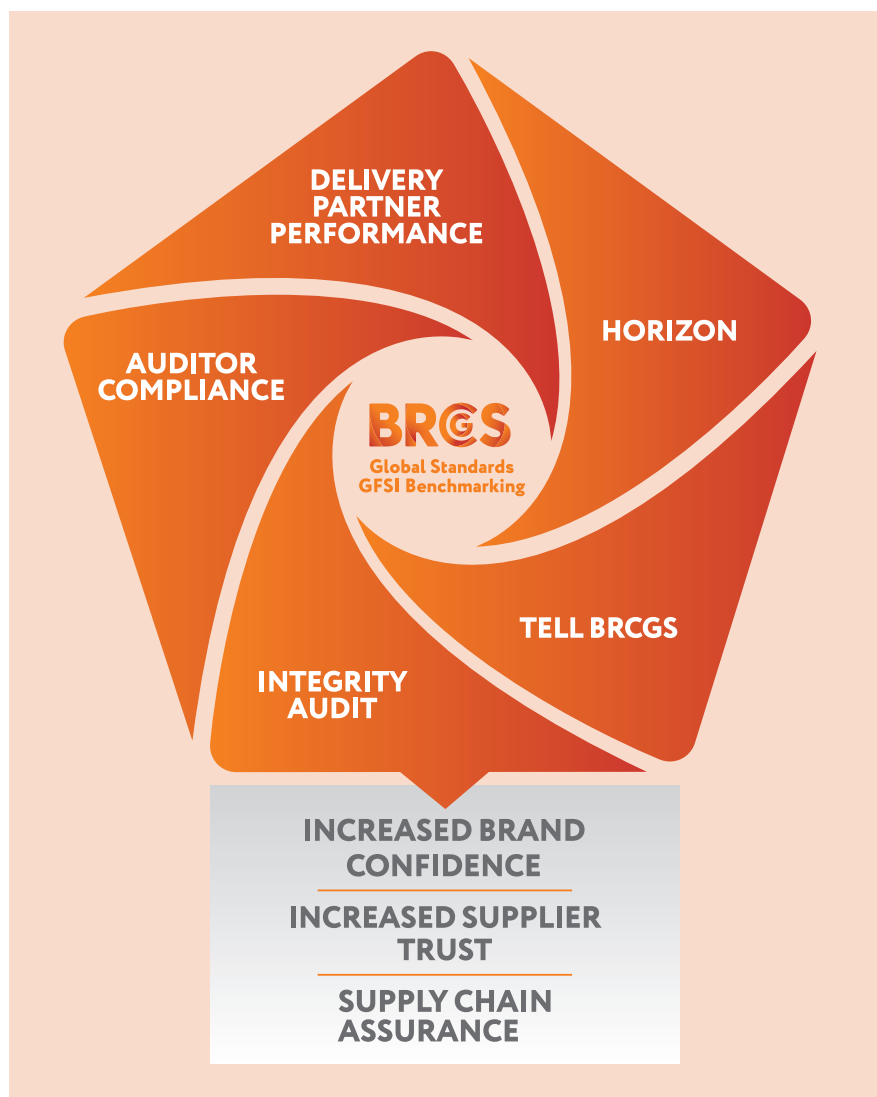 DELIVERY
PARTNER
PERFORMANCE
HORIZON
AUDITOR
COMPLIANCE
BRCGS
Global Standards
GFSI Benchmarking
TELL BRCGS
INTEGRITY
AUDIT
INCREASED BRAND
CONFIDENCE
INCREASED SUPPLIER
TRUST
SUPPLY CHAIN
ASSURANCE